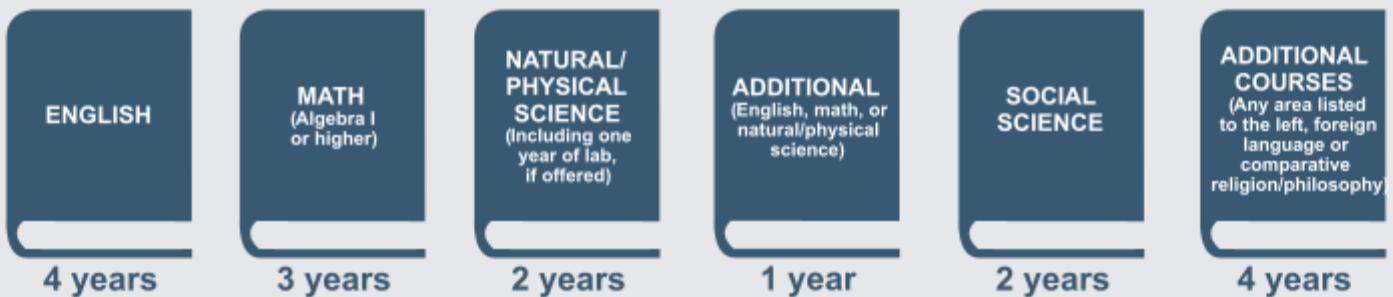 ENGLISH
4 years
MATH
(Algebra I
or higher)
3 years
NATURAL/
PHYSICAL
SCIENCE
(Including one
year of lab,
if offered)
2 years
ADDITIONAL
(English, math, or
natural/physical
science)
1 year
SOCIAL
SCIENCE
2 years
ADDITIONAL
COURSES
(Any area listed
to the left, foreign
language or
comparative
religion/philosophy)
4 years